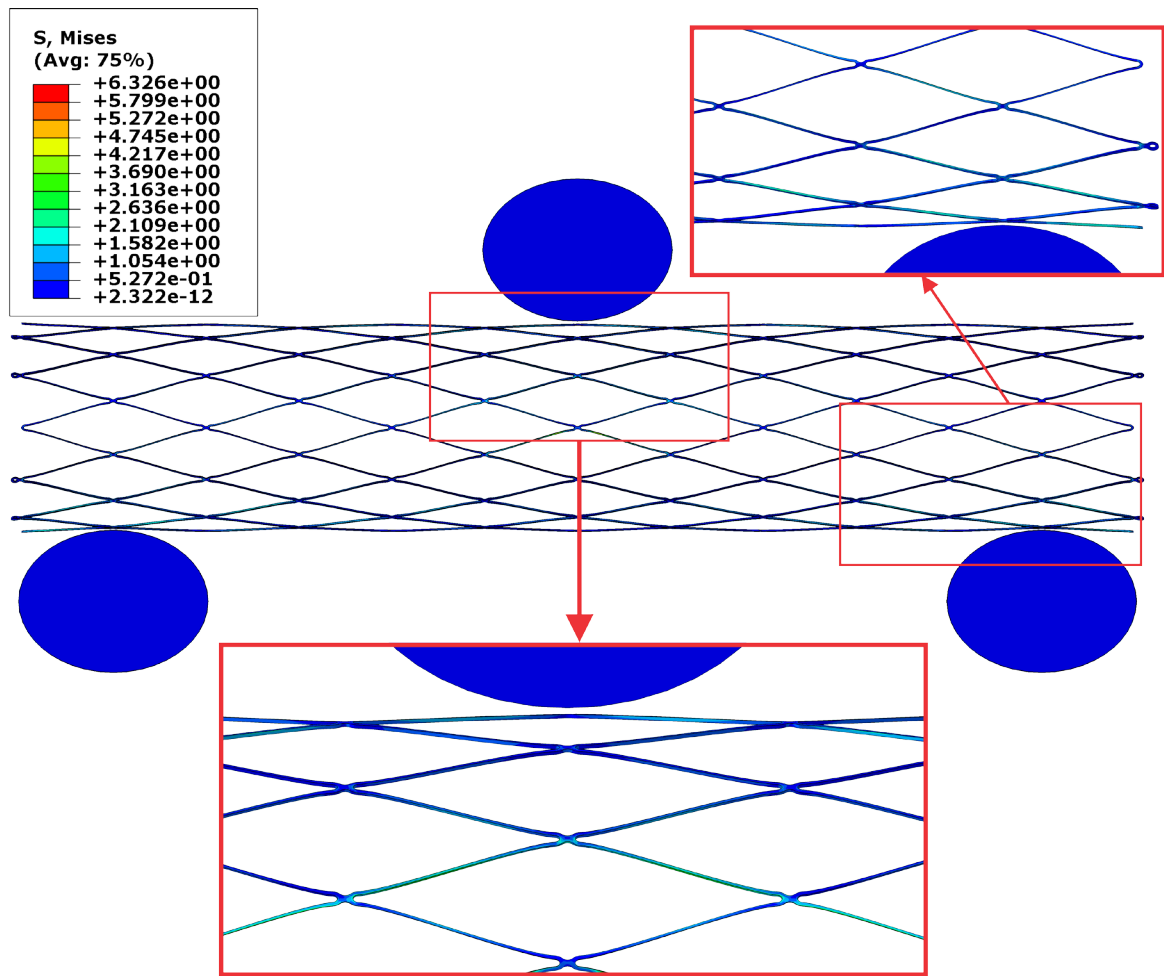 S, Mises
(Avg: 75%)
+6.326e+00
+5.799e+00
+5.272e+00
+4.745e+00
+4.217e+00
+3.690e+00
+3.163e+00
+2.636e+00
+2.109e+00
+1.582e+00
+1.054e+00
+5.272e-01
+2.322e-12